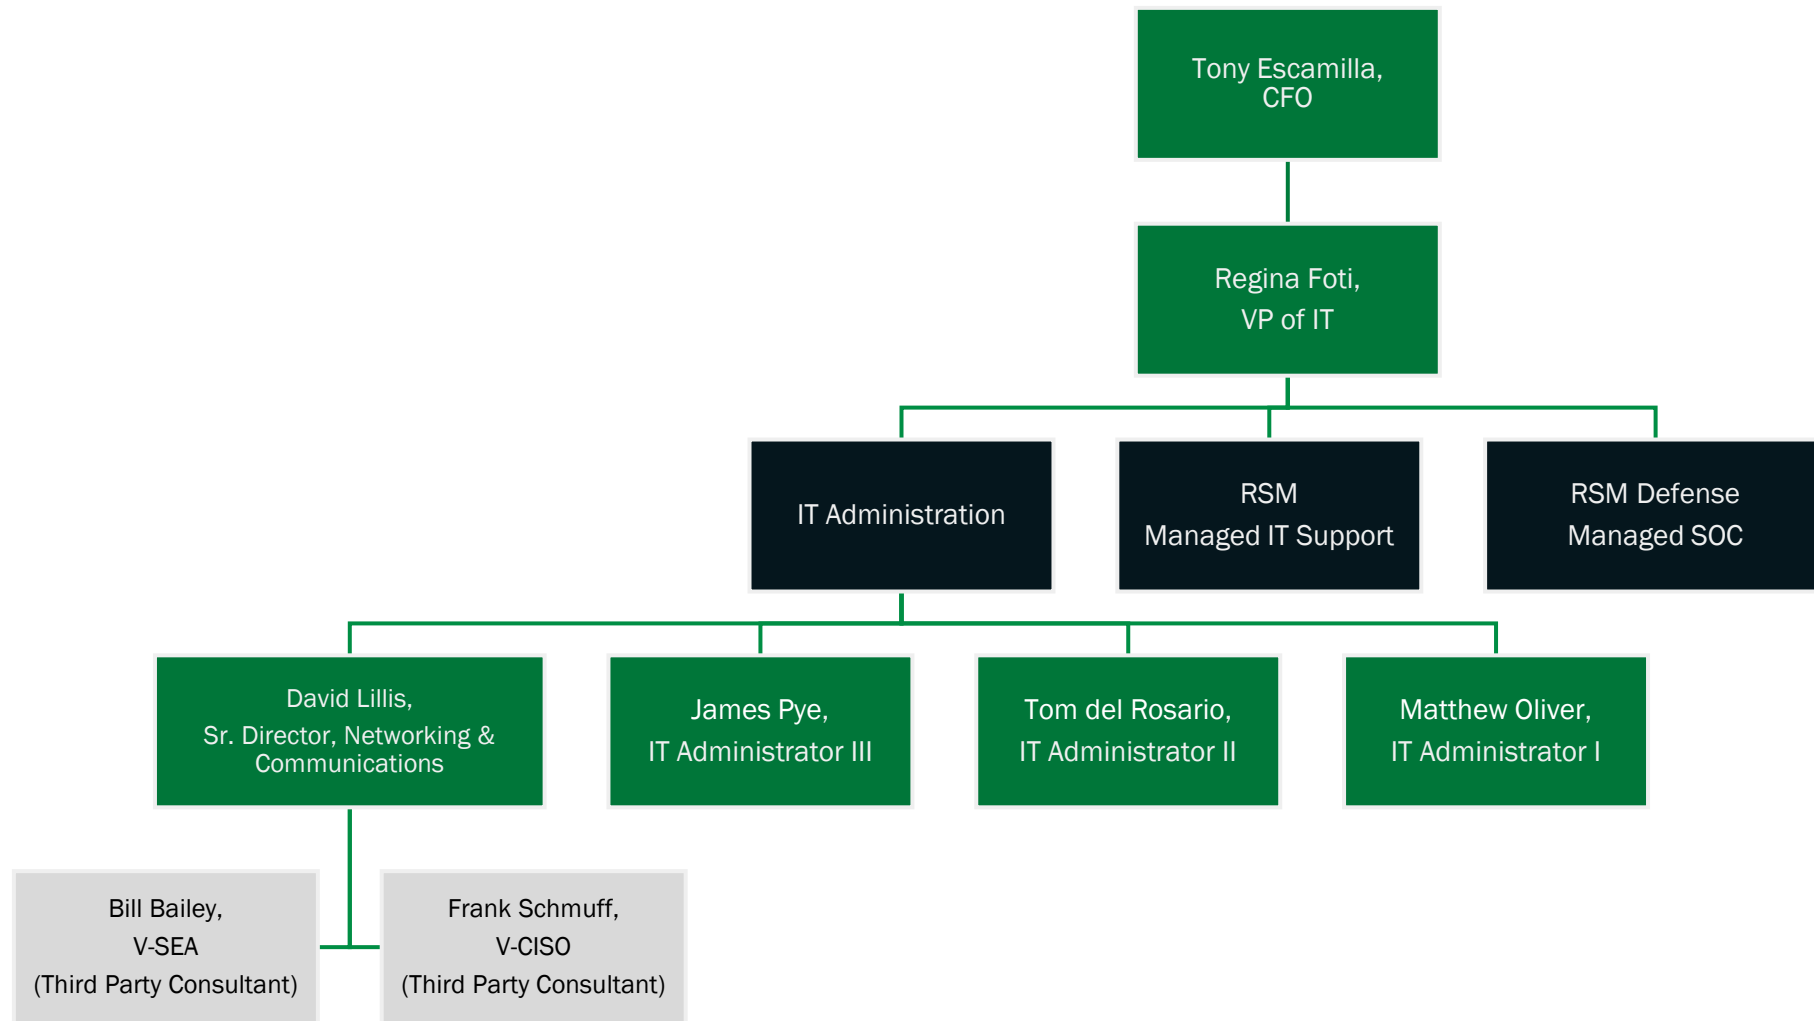 Tony Escamilla,
CFO
Regina Foti,
VP of IT
IT Administration
RSM
Managed IT Support
RSM Defense
Managed SOC
David Lillis,
Sr. Director, Networking &
Communications
James Pye,
IT Administrator III
Tom del Rosario,
IT Administrator II
Matthew Oliver,
IT Administrator I
Bill Bailey,
V-SEA
(Third Party Consultant)
Frank Schmuff,
V-CISO
(Third Party Consultant)